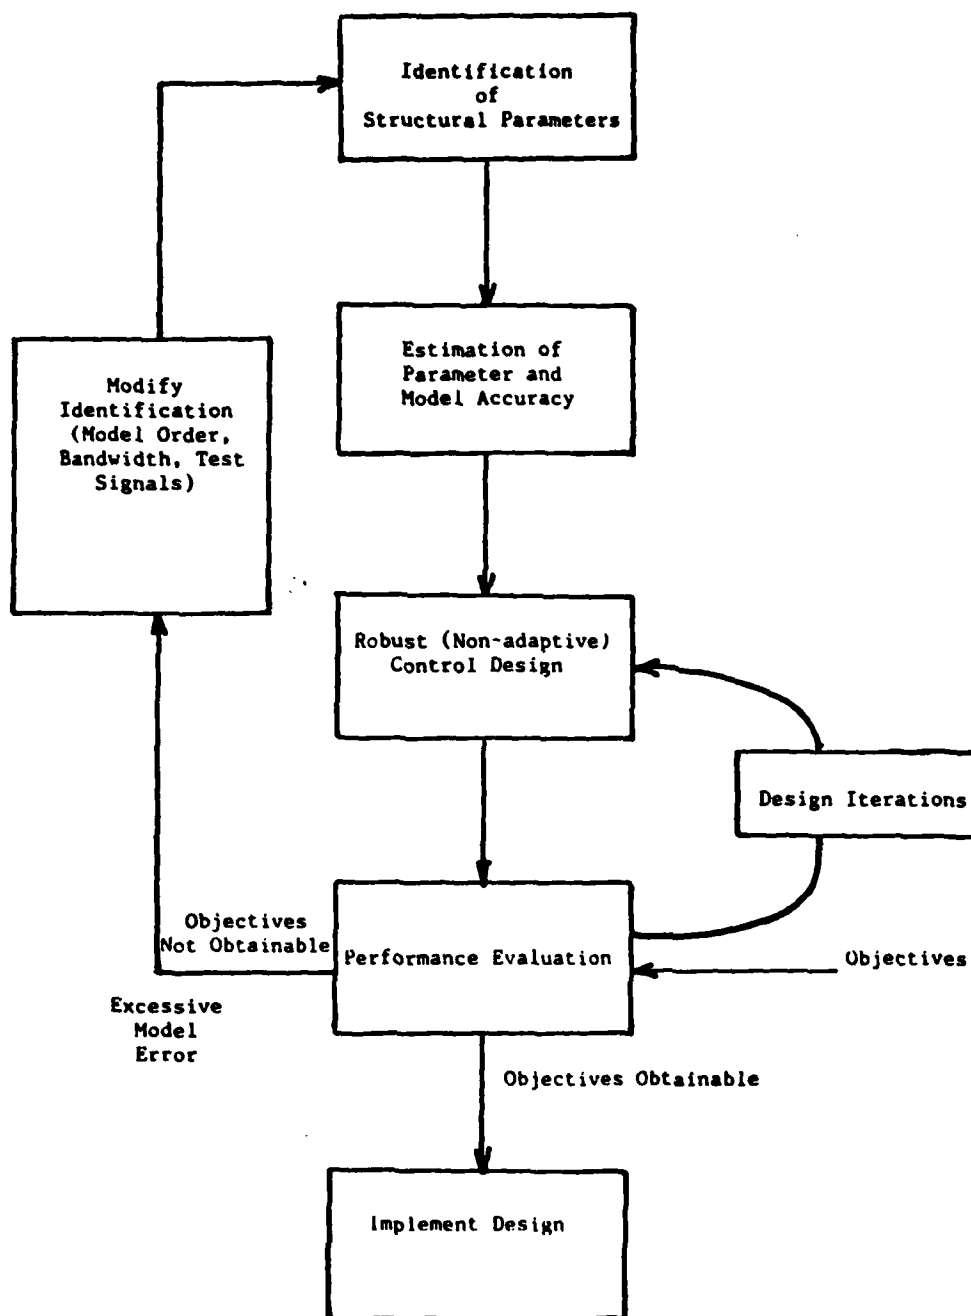 Identification
of
Structural Parameters
Estimation of
Parameter and
Model Accuracy
Modify
Identification
(Model Order,
Bandwidth, Test
Signals)
Robust (Non-adaptive)
Control Design
Design Iterations
Objectives
Not Obtainable
Performance Evaluation
Objectives
Excessive
Model
Error
Objectives Obtainable
Implement Design